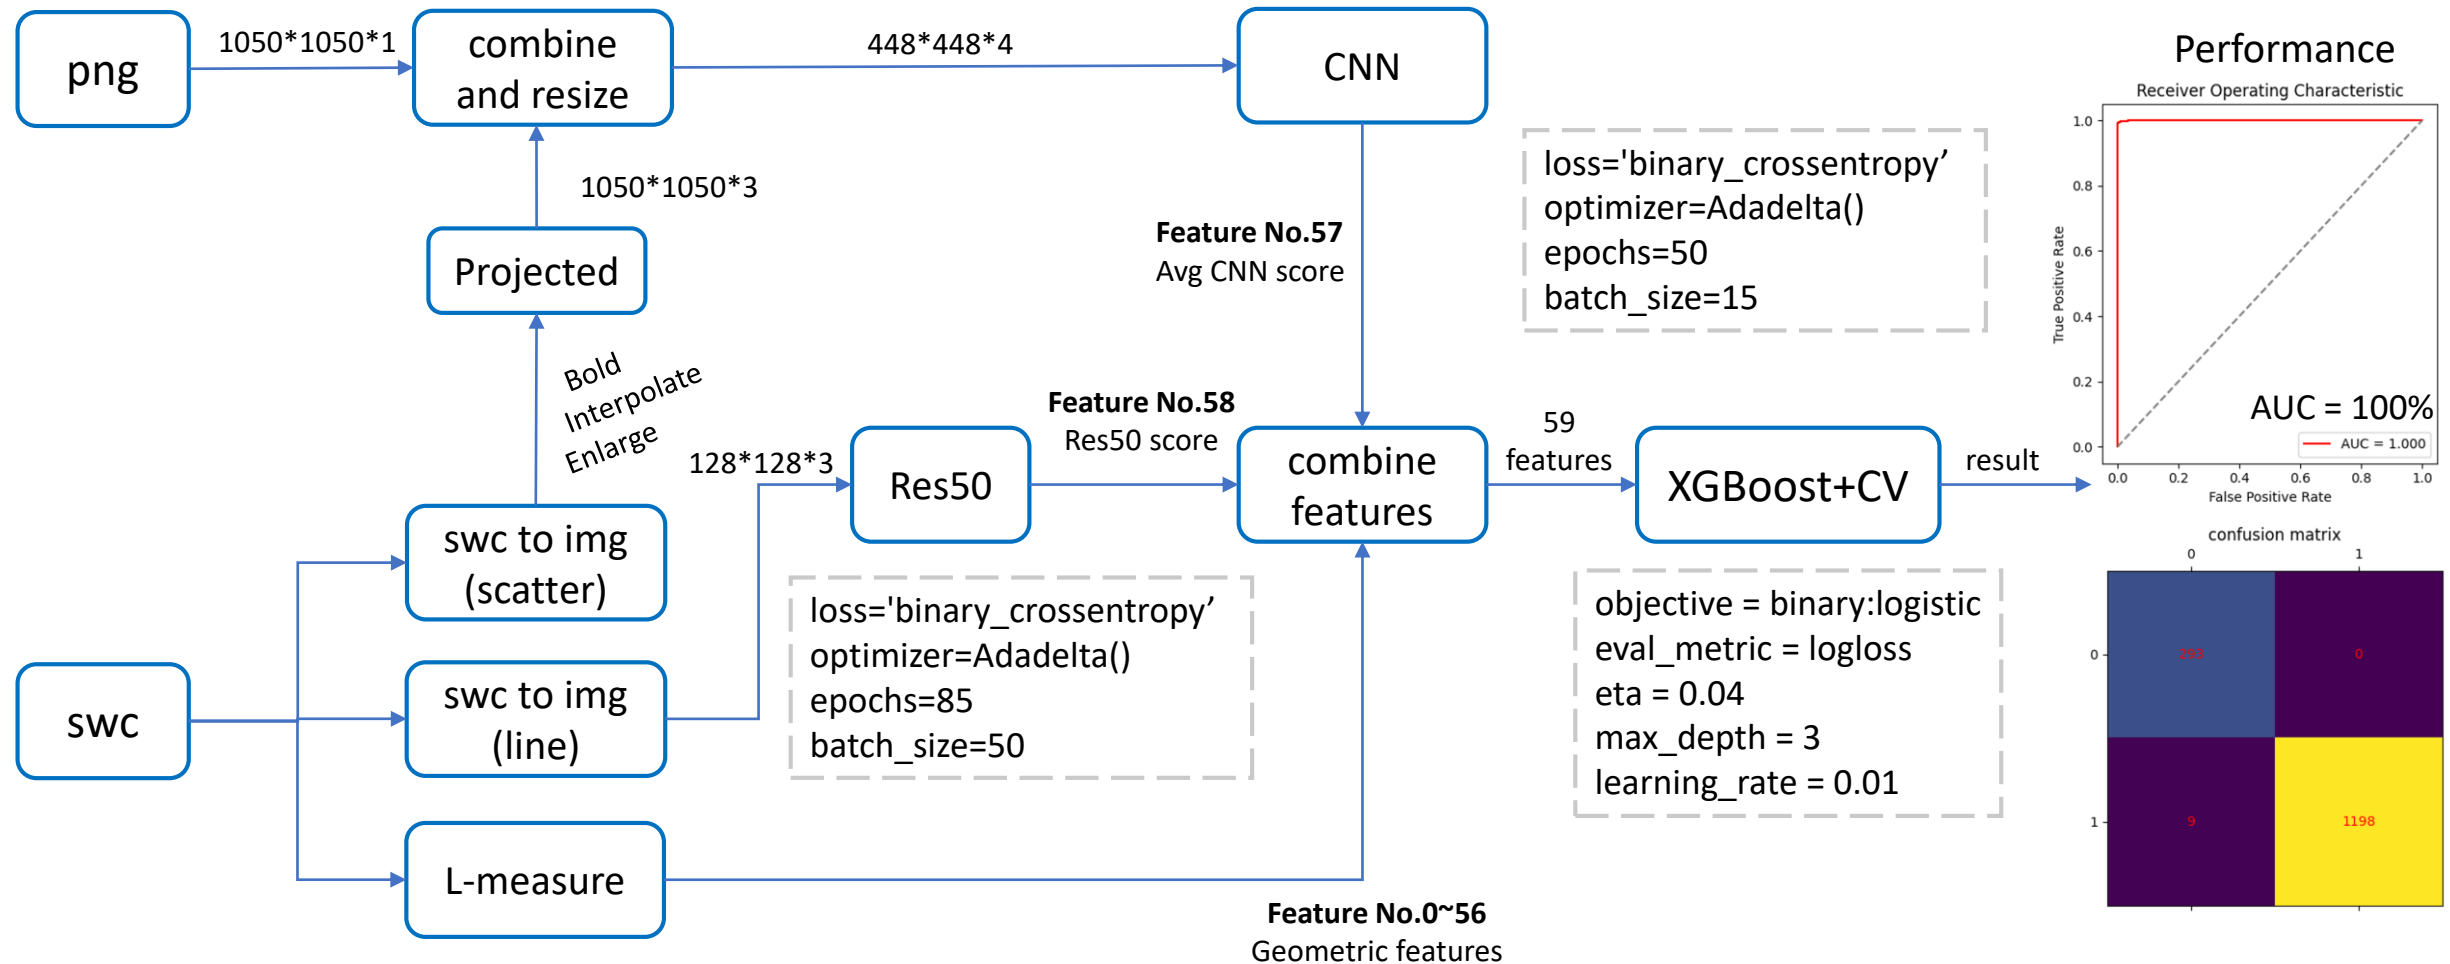 png
1050*1050*1
combine
and resize
448*448*4
CNN
1050*1050*3
Projected
Bold
Interpolate
Enlarge
Feature No.57
Avg CNN score
loss='binary_crossentropy’
optimizer=Adadelta()
epochs=50
batch_size=15
swc
swc to img
(scatter)
swc to img
(line)
L-measure
128*128*3
Res50
Feature No.58
Res50 score
loss='binary_crossentropy’
optimizer=Adadelta()
epochs=85
batch_size=50
combine
features
Feature No.0~56
Geometric features
59
features
XGBoost+CV
result
objective = binary:logistic
eval_metric = logloss
eta = 0.04
max_depth = 3
learning_rate = 0.01
Performance
Receiver Operating Characteristic
True Positive Rate
1.0
0.8
0.6
0.4
0.2
0.0
AUC = 100%
AUC = 1.000
0.0 0.2 0.4 0.6 0.8 1.0
False Positive Rate
confusion matrix
0 1
0 293 0
1 9 1198